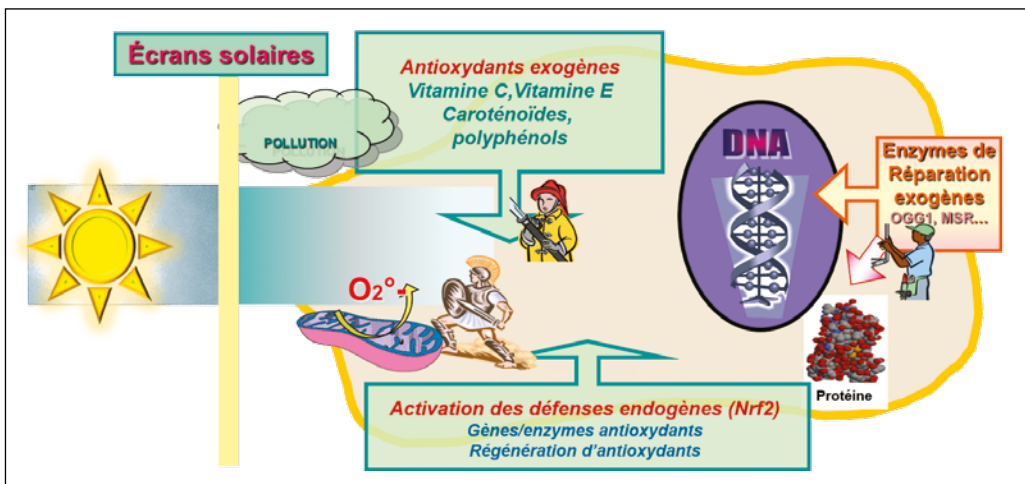 Écrans solaires
Antioxydants exogènes
Vitamine C,Vitamine E
Caroténoïdes,
polyphénols
POLLUTION
DNA
Enzymes de
Réparation
exogènes
OGG1, MSR...
O2°-
Protéine
Activation des défenses endogènes (Nrf2)
Gènes/enzymes antioxydants
Régénération d'antioxydants